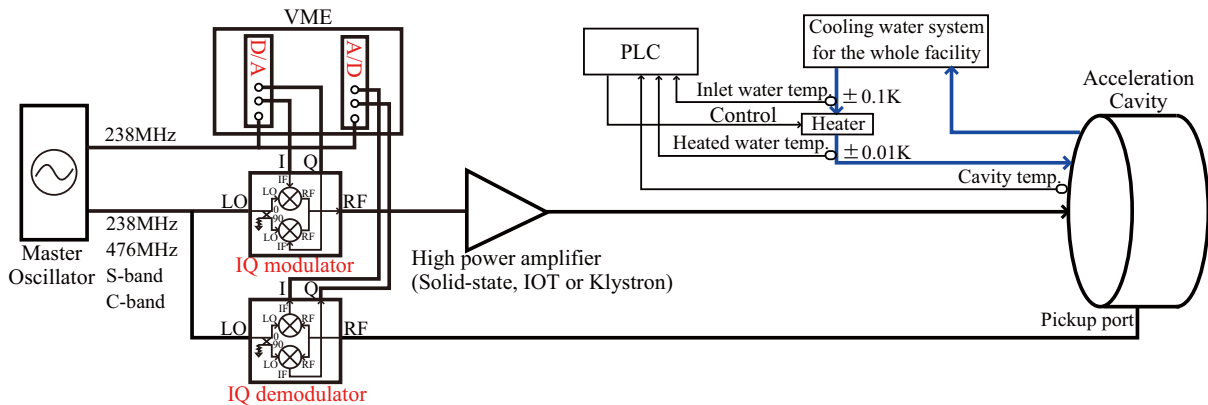 VME
D/A
A/D
238MHz
Master
Oscillator
238MHz
476MHz
S-band
C-band
I
Q
LO
IF
LO
RF
0
90
LO
RF
IF
RF
IQ modulator
I
Q
LO
IF
LO
RF
0
90
LO
RF
IF
RF
IQ demodulator
High power amplifier
(Solid-state, IOT or Klystron)
PLC
Cooling water system
for the whole facility
Inlet water temp.
±0.1K
Control
Heater
Heated water temp.
±0.01K
Cavity temp.
Acceleration
Cavity
Pickup port